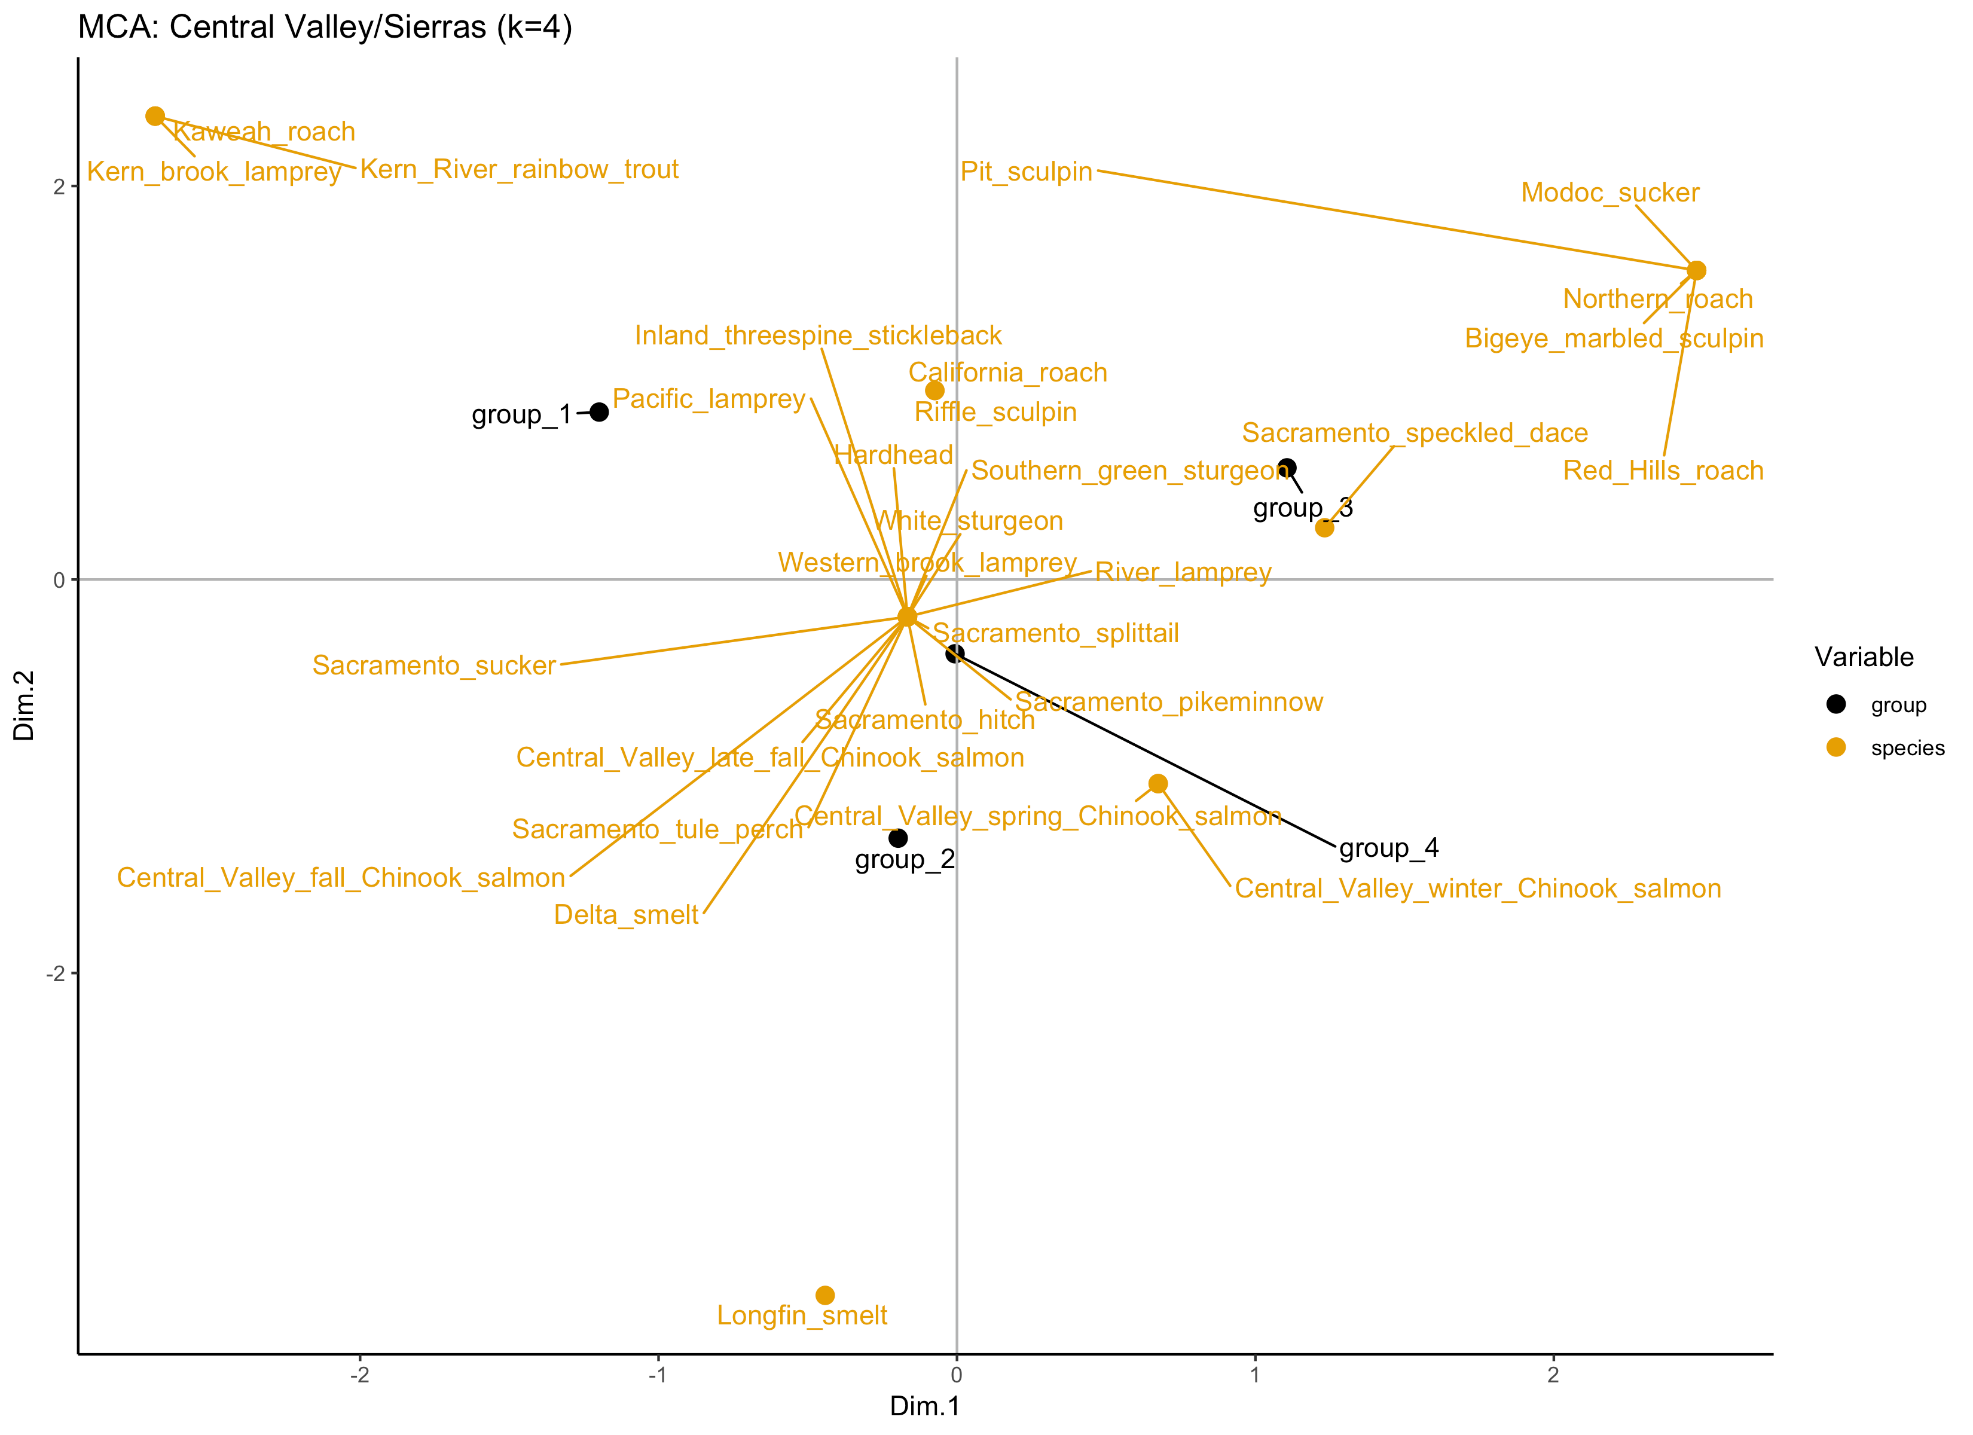 MCA: Central Valley/Sierras (k=4)
Kaweah_roach
Kern_brook_lamprey
Kern_River_rainbow_trout
Pit_sculpin
Modoc_sucker
Northern_roach
Bigeye_marbled_sculpin
Inland_threespine_stickleback
California_roach
Pacific_lamprey
group_1
Riffle_sculpin
Sacramento_speckled_dace
Hardhead
Southern_green_sturgeon
Red_Hills_roach
group_3
White_sturgeon
Western_brook_lamprey
River_lamprey
Sacramento_splittail
Sacramento_sucker
Sacramento_pikeminnow
Sacramento_hitch
Central_Valley_late_fall_Chinook_salmon
Central_Valley_spring_Chinook_salmon
Sacramento_tule_perch
group_4
group_2
Central_Valley_fall_Chinook_salmon
Central_Valley_winter_Chinook_salmon
Delta_smelt
Longfin_smelt
2
0
-2
Dim.2
-2
-1
0
1
2
Dim.1
Variable
group
species